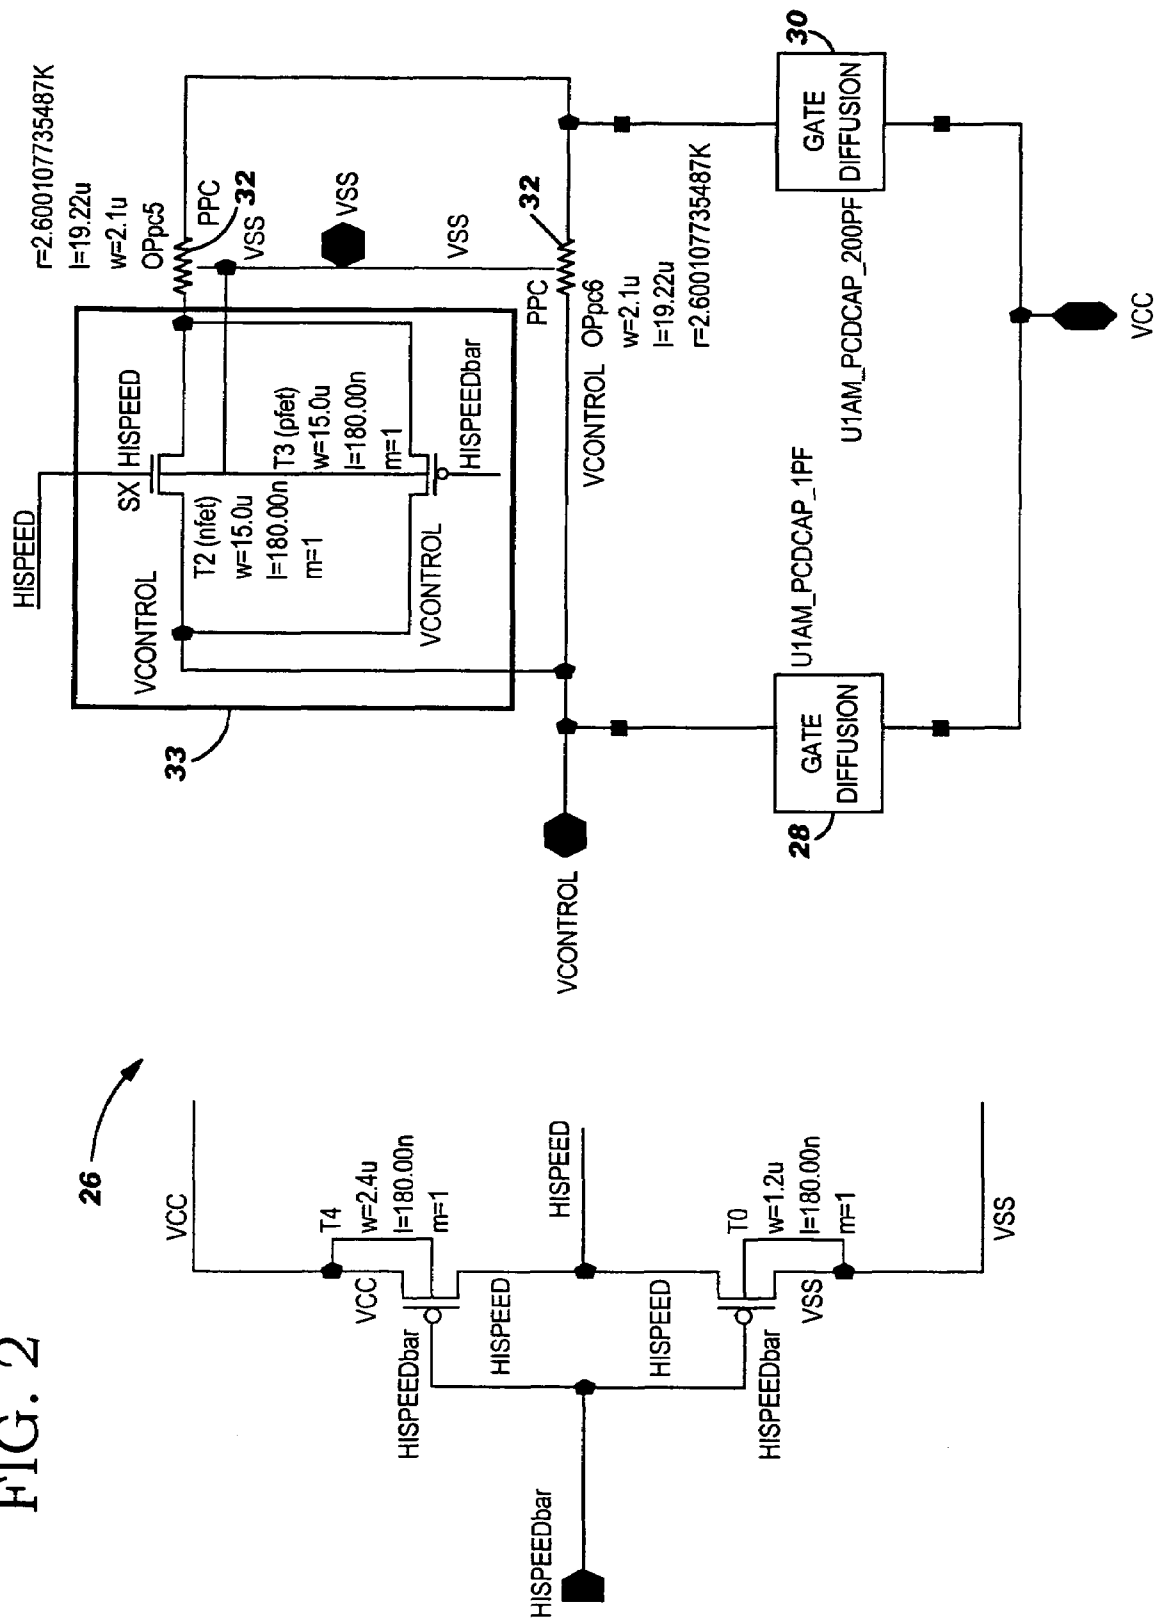 FIG. 2
26
HISPEEDbar
HISPEEDbar
HISPEEDbar
VCC
VCC
T4
w=2.4u
l=180.00n
m=1
HISPEED
HISPEED
HISPEED
T0
w=1.2u
l=180.00n
m=1
VSS
VSS
HISPEED
33
VCONTROL
SX
HISPEED
T2 (nfet)
w=15.0u
l=180.00n
m=1
T3 (pfet)
w=15.0u
l=180.00n
m=1
VCONTROL
HISPEEDbar
r=2.600107735487K
l=19.22u
w=2.1u
OPpc5
PPC
32
VSS
VSS
VSS
32
PPC
VCONTROL
VCONTROL
OPpc6
w=2.1u
l=19.22u
r=2.600107735487K
28
GATE
DIFFUSION
U1AM_PCDCAP_1PF
30
GATE
DIFFUSION
U1AM_PCDCAP_200PF
VCC